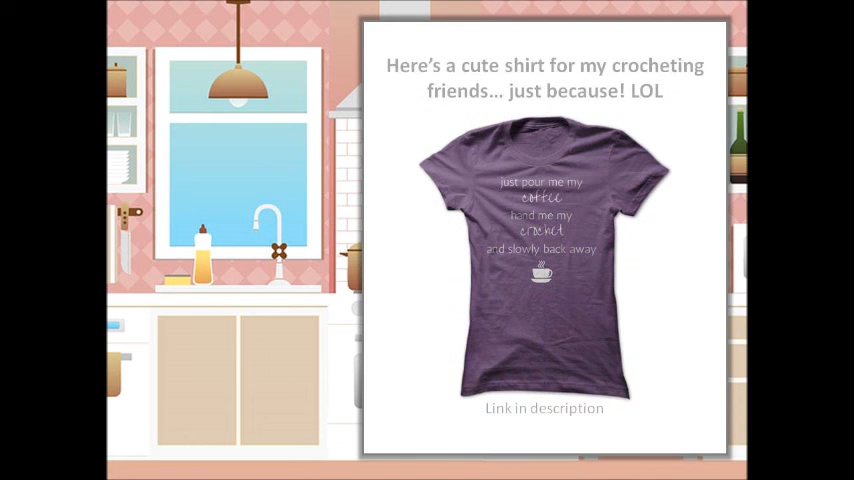 Here's a cute shirt for my crocheting
friends... just because! LOL
just pour me my
coffee
hand me my
crochet
and slowly back away
Link in description